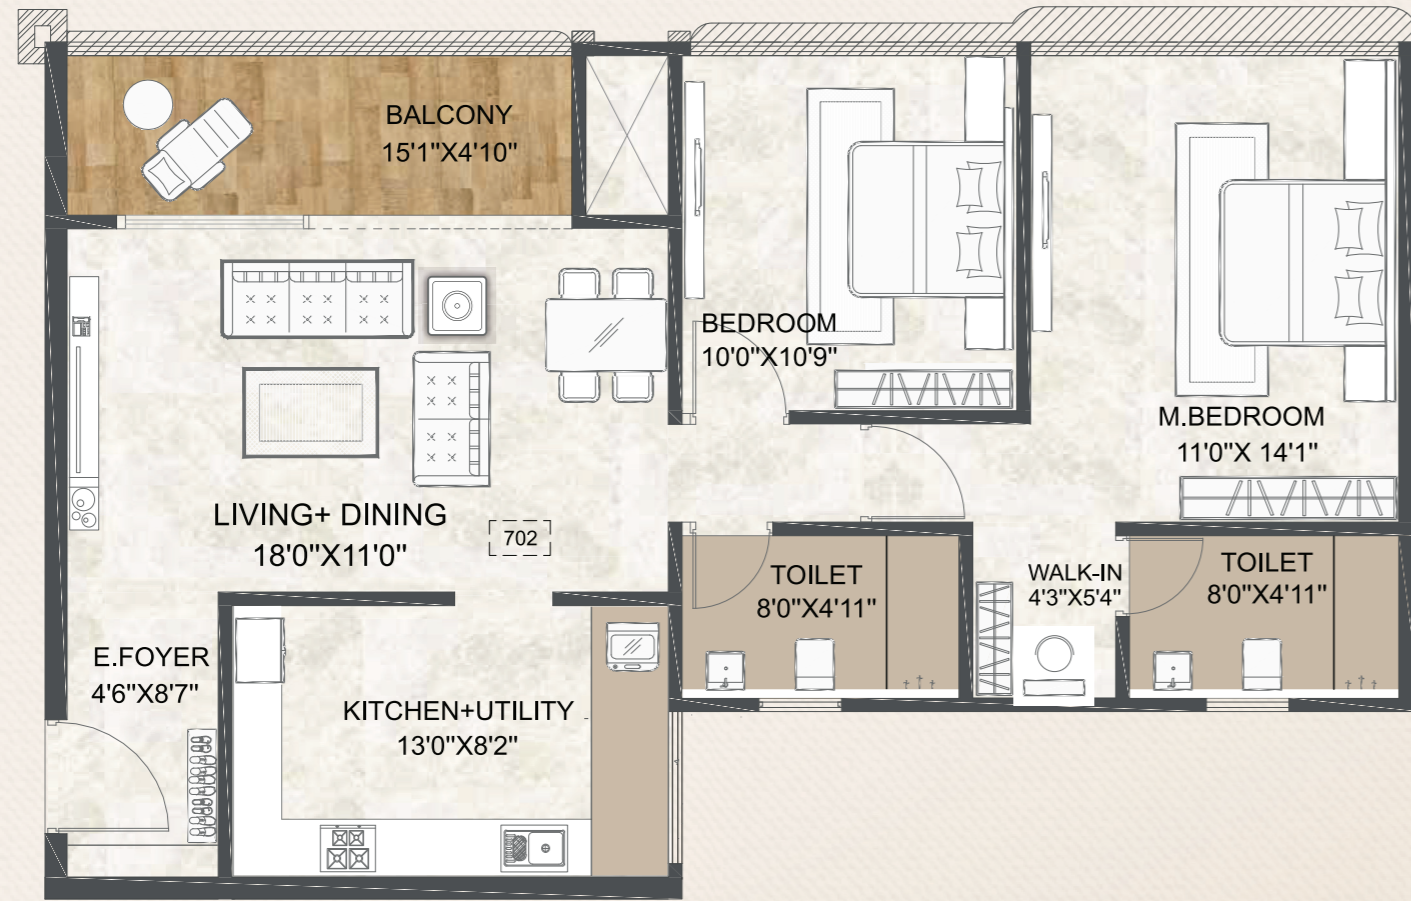 BALCONY
15'1"X4'10"
BEDROOM
10'0"X10'9"
M.BEDROOM
11'0"X 14'1"
LIVING+ DINING
18'0"X11'0"
702
TOILET
8'0"X4'11"
WALK-IN
4'3"X5'4"
TOILET
8'0"X4'11"
E.FOYER
4'6"X8'7"
KITCHEN+UTILITY
13'0"X8'2"